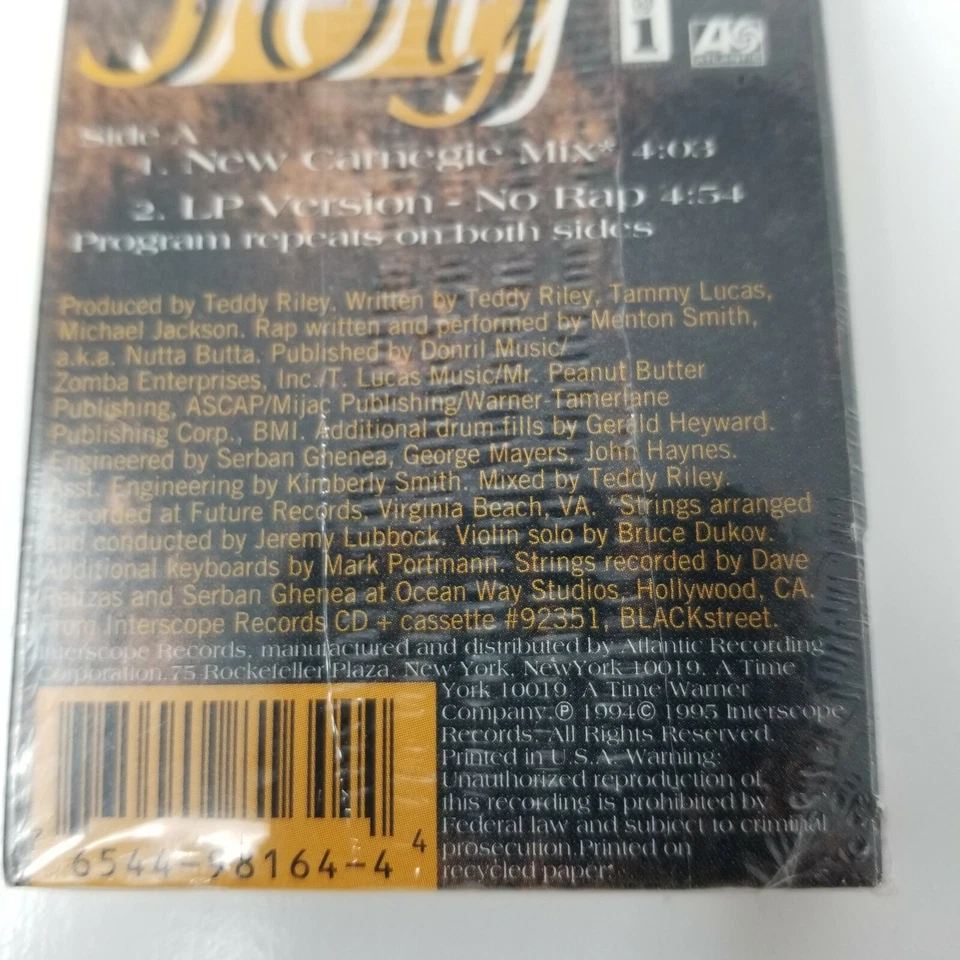 Joy
i
ATLANTIC
Side A
1. New Carnegie Mix* 4:03
2. LP Version - No Rap 4:54
Program repeats on both sides
Produced by Teddy Riley. Written by Teddy Riley, Tammy Lucas,
Michael Jackson. Rap written and performed by Menton Smith,
a.k.a. Nutta Butta. Published by Donril Music/
Zomba Enterprises, Inc./T. Lucas Music/Mr. Peanut Butter
Publishing, ASCAP/Mijac Publishing/Warner-Tamerlane
Publishing Corp., BMI. Additional drum fills by Gerald Heyward.
Engineered by Serban Ghenea, George Mayers, John Haynes.
Asst. Engineering by Kimberly Smith. Mixed by Teddy Riley.
Recorded at Future Records, Virginia Beach, VA. *Strings arranged
and conducted by Jeremy Lubbock. Violin solo by Bruce Dukov.
Additional keyboards by Mark Portmann. Strings recorded by Dave
and Serban Ghenea at Ocean Way Studios, Hollywood, CA.
From Interscope Records CD + cassette #92351, BLACKstreet.
Interscope Records, manufactured and distributed by Atlantic Recording
Corporation, 75 Rockefeller Plaza, New York, NewYork 10019. A Time
York 10019. A Time Warner
Company. ℗ 1994© 1995 Interscope
Records. All Rights Reserved.
Printed in U.S.A. Warning:
Unauthorized reproduction of
this recording is prohibited by
Federal law and subject to criminal
prosecution.Printed on
recycled paper.
6544-98164-4 4